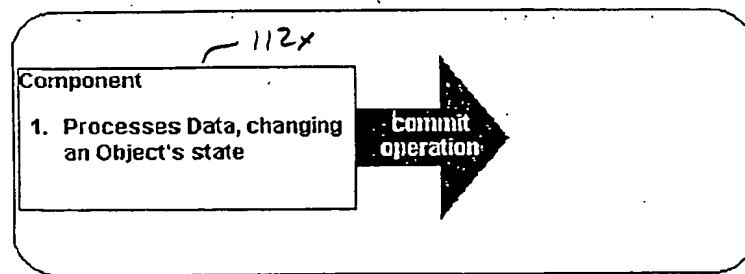 112x
Component
1. Processes Data, changing
an Object's state
commit
operation